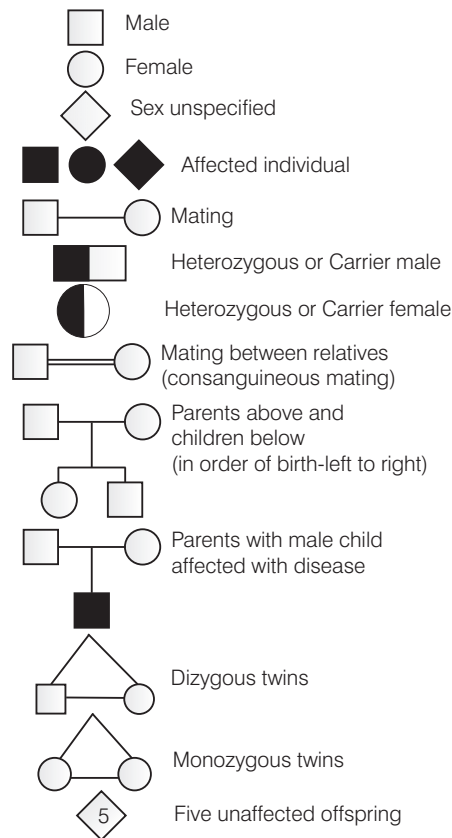 Male
Female
Sex unspecified
Affected individual
Mating
Heterozygous or Carrier male
Heterozygous or Carrier female
Mating between relatives
(consanguineous mating)
Parents above and
children below
(in order of birth-left to right)
Parents with male child
affected with disease
Dizygous twins
Monozygous twins
5 Five unaffected offspring